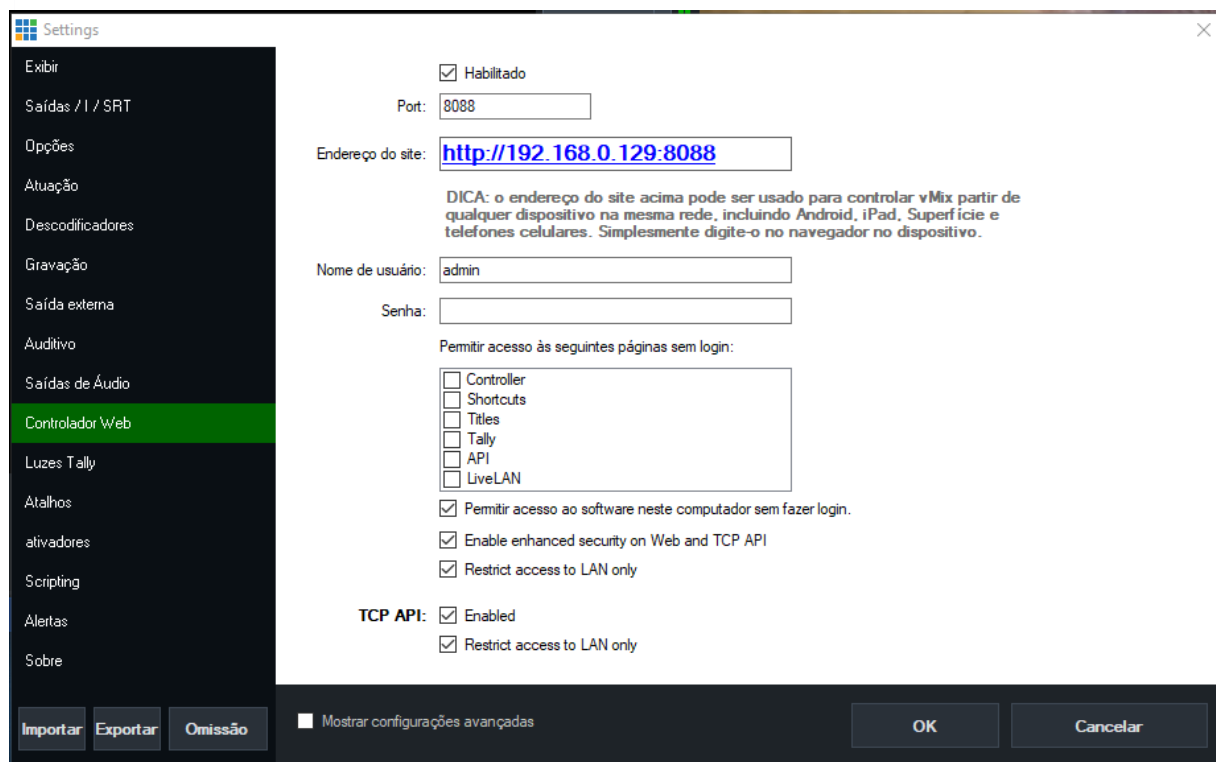 Settings
Exibir
Saídas / I / SRT
Opções
Atuação
Descodificadores
Gravação
Saída externa
Auditivo
Saídas de Áudio
Controlador Web
Luzes Tally
Atalhos
ativadores
Scripting
Alertas
Sobre
Importar
Exportar
Omissão
Habilitado
Port: 8088
Endereço do site: http://192.168.0.129:8088
DICA: o endereço do site acima pode ser usado para controlar vMix partir de
qualquer dispositivo na mesma rede, incluindo Android, iPad, Superfície e
telefones celulares. Simplesmente digite-o no navegador no dispositivo.
Nome de usuário: admin
Senha:
Permitir acesso às seguintes páginas sem login:
Controller
Shortcuts
Titles
Tally
API
LiveLAN
Permitir acesso ao software neste computador sem fazer login.
Enable enhanced security on Web and TCP API
Restrict access to LAN only
TCP API: Enabled
Restrict access to LAN only
Mostrar configurações avançadas
OK
Cancelar